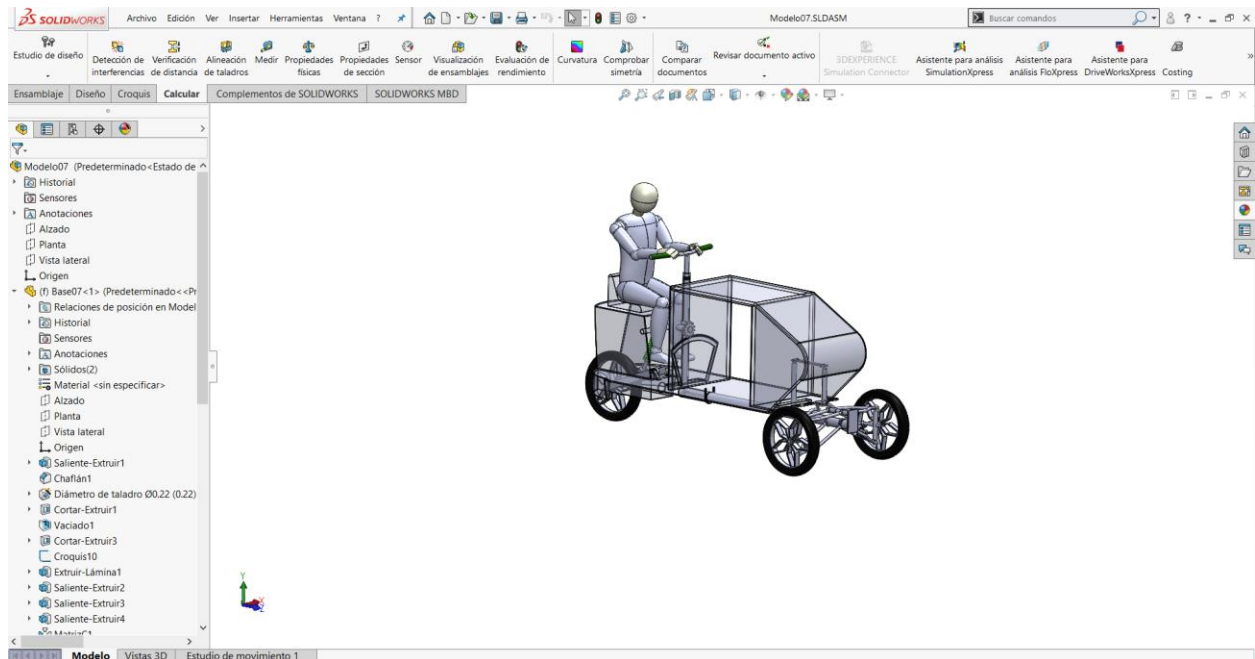 SOLIDWORKS Archivo Edición Ver Insertar Herramientas Ventana ? Modelo07.SLDASM Buscar comandos ?
Estudio de diseño
Detección de interferencias
Verificación de distancia
Alineación de taladros
Medir
Propiedades físicas
Propiedades de sección
Sensor
Visualización de ensamblajes
Evaluación de rendimiento
Curvatura
Comprobar simetría
Comparar documentos
Revisar documento activo
3DEXPERIENCE Simulation Connector
Asistente para análisis SimulationXpress
Asistente para análisis FloXpress
Asistente para DriveWorksXpress
Costing
Ensamblaje Diseño Croquis Calcular Complementos de SOLIDWORKS SOLIDWORKS MBD
Modelo07 (Predeterminado<Estado de
Historial
Sensores
Anotaciones
Alzado
Planta
Vista lateral
Origen
(f) Base07<1> (Predeterminado<<Pr
Relaciones de posición en Model
Historial
Sensores
Anotaciones
Sólidos(2)
Material <sin especificar>
Alzado
Planta
Vista lateral
Origen
Saliente-Extruir1
Chaflán1
Diámetro de taladro Ø0.22 (0.22)
Cortar-Extruir1
Vaciado1
Cortar-Extruir3
Croquis10
Extruir-Lámina1
Saliente-Extruir2
Saliente-Extruir3
Saliente-Extruir4
MatrizC1
Y
Modelo Vistas 3D Estudio de movimiento 1